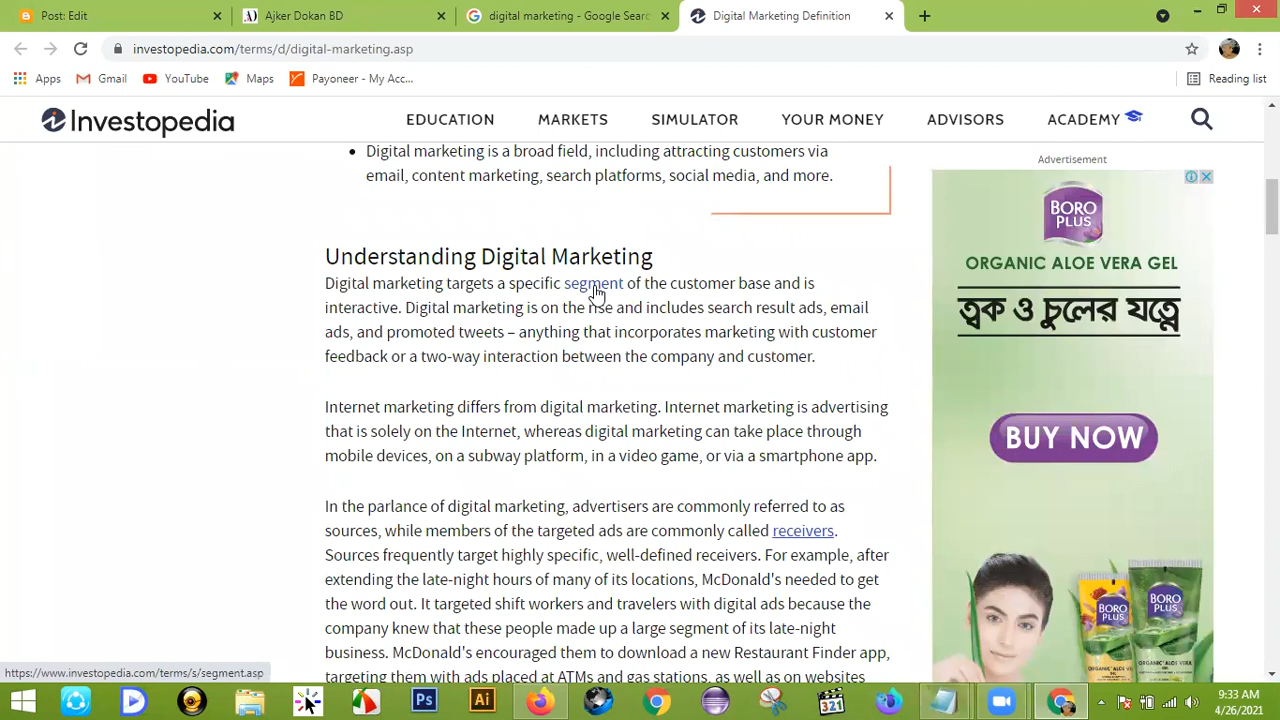 Post: Edit
Ajker Dokan BD
digital marketing - Google Sear
Digital Marketing Definition
investopedia.com/terms/d/digital-marketing.asp
Apps
Gmail
YouTube
Maps
Payoneer - My Acc...
Reading list
Investopedia
EDUCATION
MARKETS
SIMULATOR
YOUR MONEY
ADVISORS
ACADEMY
• Digital marketing is a broad field, including attracting customers via
email, content marketing, search platforms, social media, and more.
Understanding Digital Marketing
Digital marketing targets a specific segment of the customer base and is
interactive. Digital marketing is on the rise and includes search result ads, email
ads, and promoted tweets – anything that incorporates marketing with customer
feedback or a two-way interaction between the company and customer.
Internet marketing differs from digital marketing. Internet marketing is advertising
that is solely on the Internet, whereas digital marketing can take place through
mobile devices, on a subway platform, in a video game, or via a smartphone app.
In the parlance of digital marketing, advertisers are commonly referred to as
sources, while members of the targeted ads are commonly called receivers.
Sources frequently target highly specific, well-defined receivers. For example, after
extending the late-night hours of many of its locations, McDonald's needed to get
the word out. It targeted shift workers and travelers with digital ads because the
company knew that these people made up a large segment of its late-night
business. McDonald's encouraged them to download a new Restaurant Finder app,
Advertisement
BORO
PLUS
ORGANIC ALOE VERA GEL
ত্বক ও চুলের যত্নে
BUY NOW
BORO
PLUS
BORO
PLUS
https://www.investopedia.com/terms/s/segment.asp
Ps
Ai
321
9:33 AM
4/26/2021